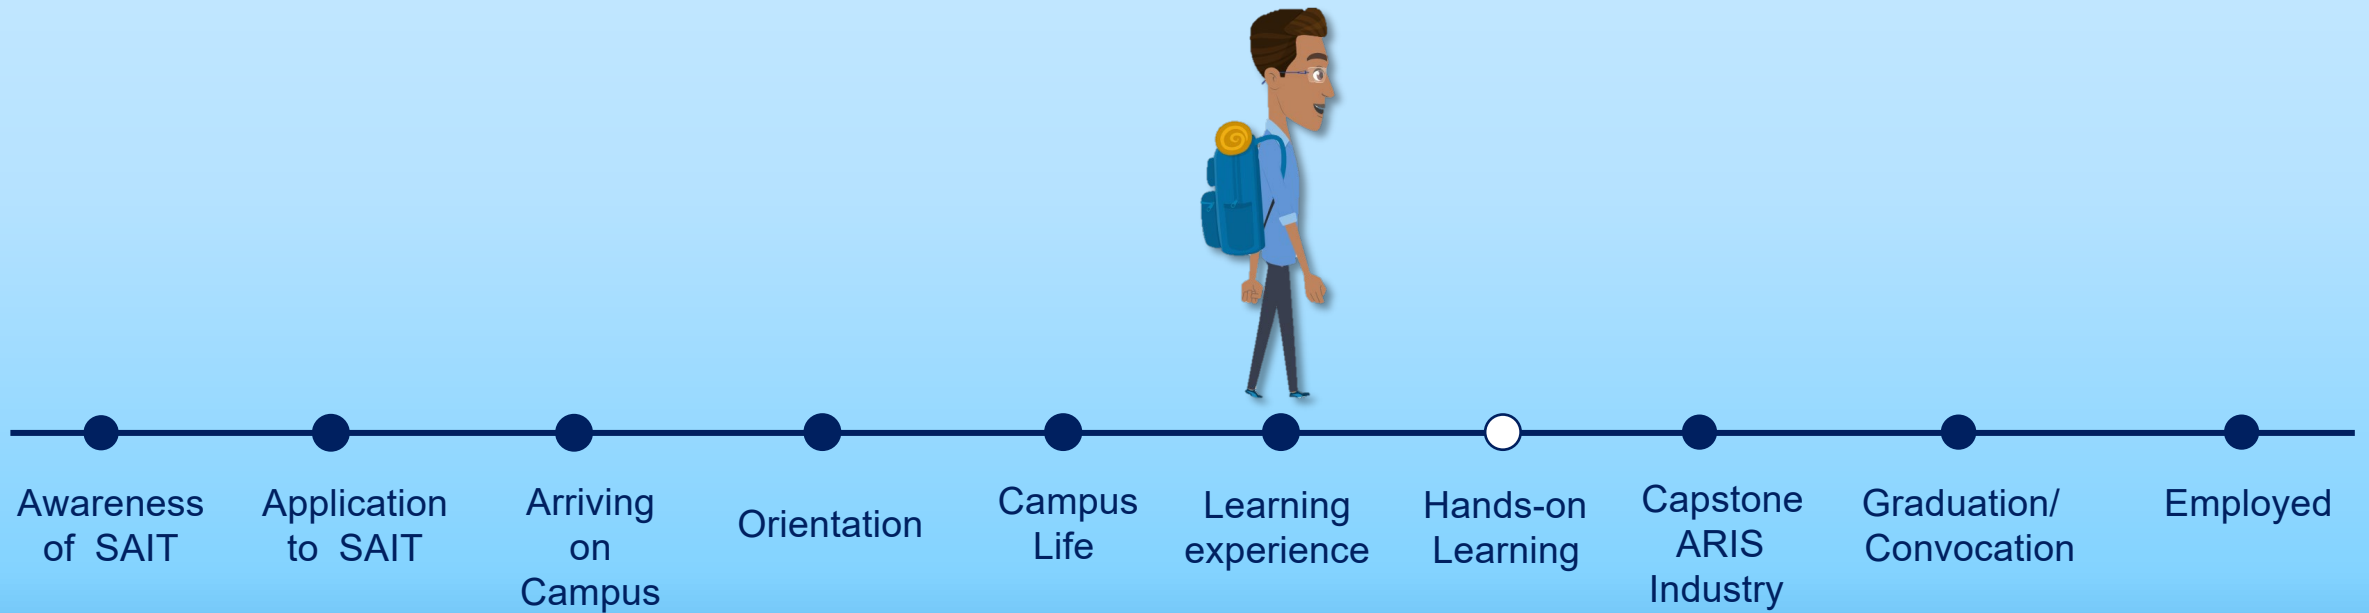 Awareness
of SAIT
Application
to SAIT
Arriving
on
Campus
Orientation
Campus
Life
Learning
experience
Hands-on
Learning
Capstone
ARIS
Industry
Graduation/
Convocation
Employed